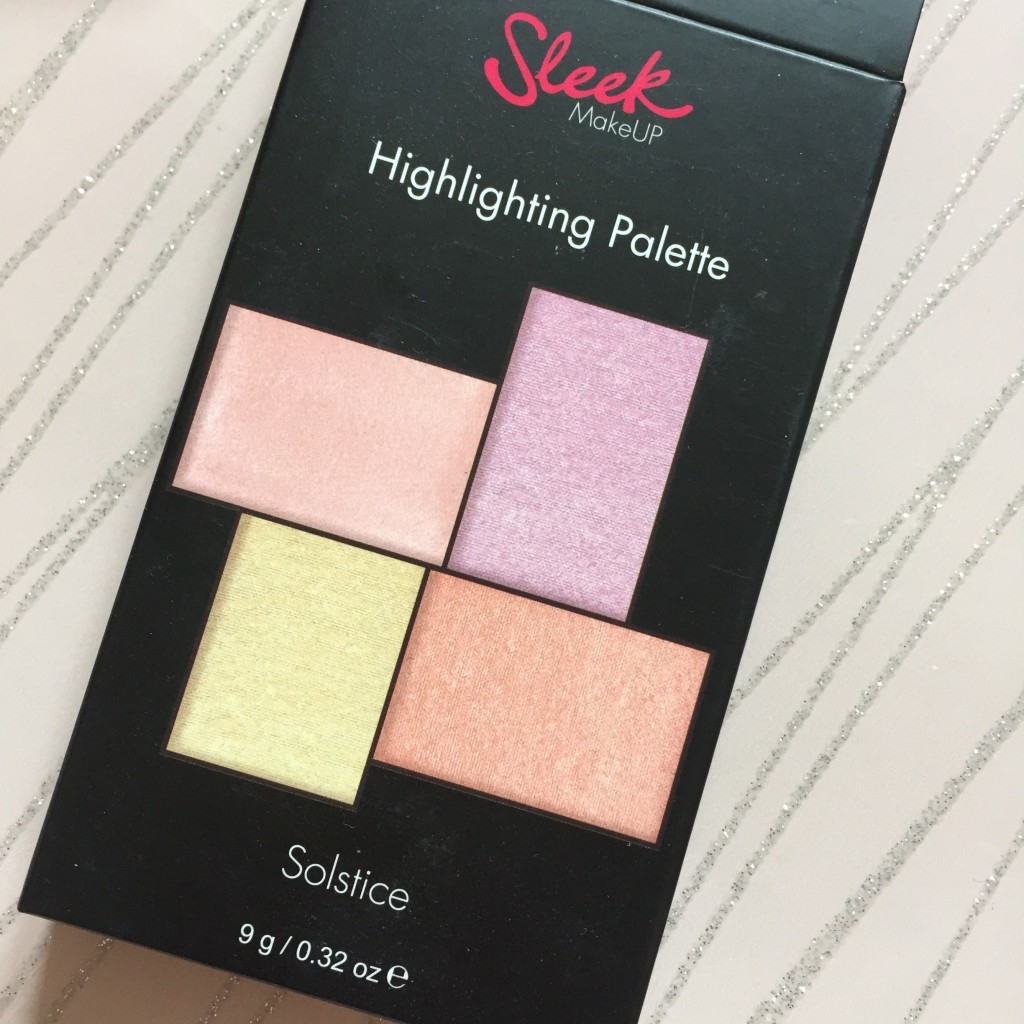 Sleek
MakeUP
Highlighting Palette
Solstice
9 g / 0.32 oz ℮